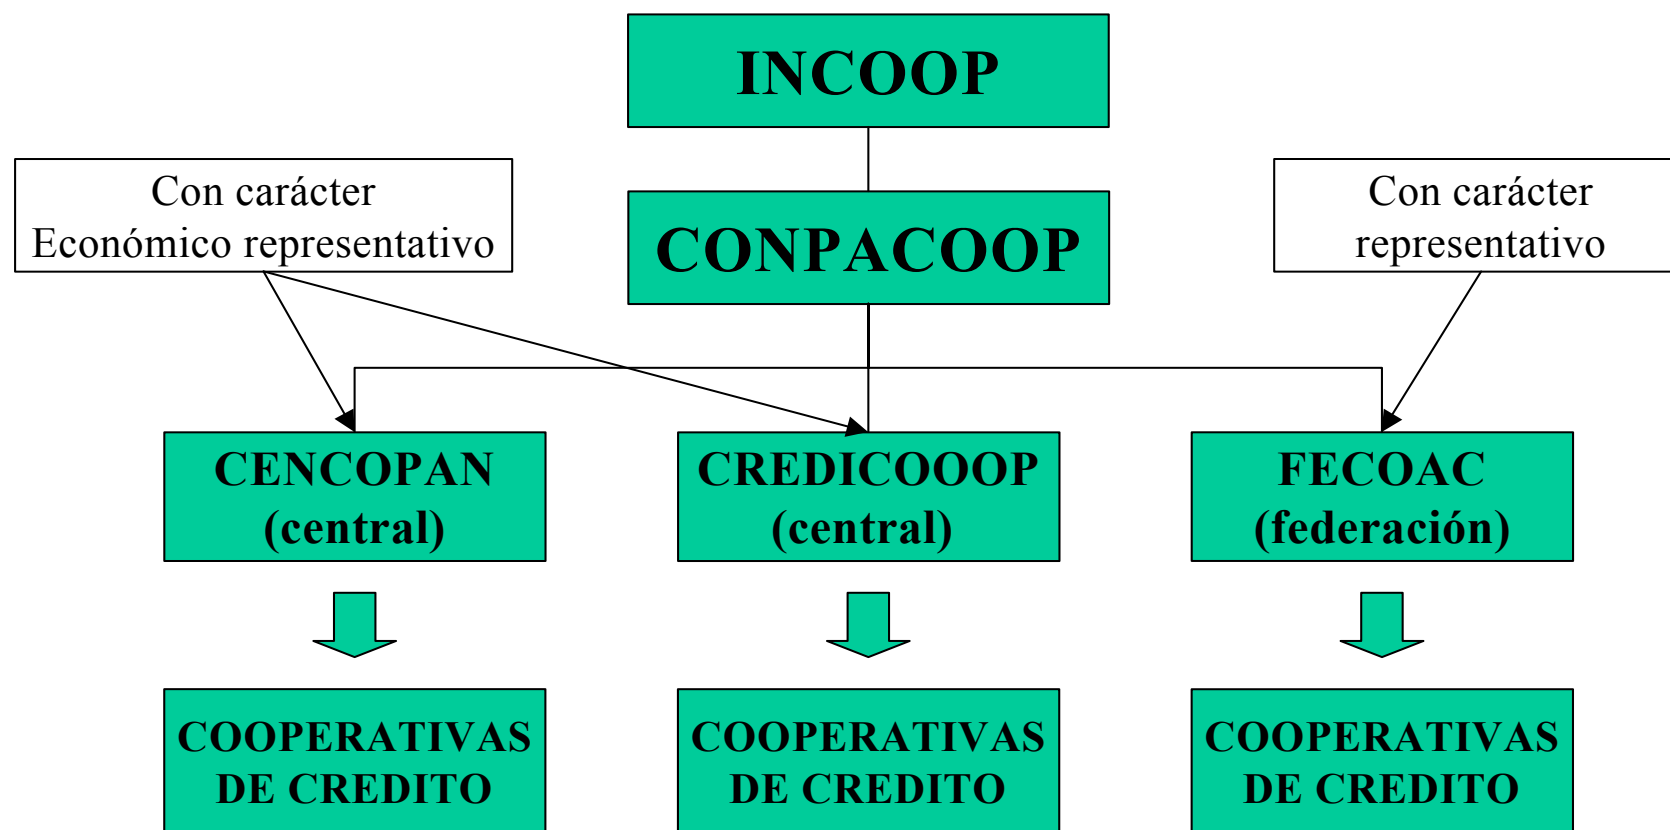 INCOOP
Con carácter
Económico representativo
CONPACOOP
Con carácter
representativo
CENCOPAN
(central)
CREDICOOOP
(central)
FECOAC
(federación)
COOPERATIVAS
DE CREDITO
COOPERATIVAS
DE CREDITO
COOPERATIVAS
DE CREDITO